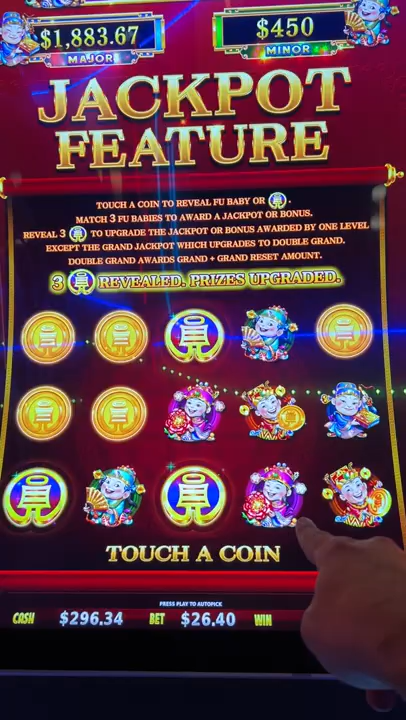 $1,883.67
$450
MAJOR
MINOR
JACKPOT
FEATURE
TOUCH A COIN TO REVEAL FU BABY OR .
MATCH 3 FU BABIES TO AWARD A JACKPOT OR BONUS.
REVEAL 3 TO UPGRADE THE JACKPOT OR BONUS AWARDED BY ONE LEVEL
EXCEPT THE GRAND JACKPOT WHICH UPGRADES TO DOUBLE GRAND.
DOUBLE GRAND AWARDS GRAND + GRAND RESET AMOUNT.
3 REVEALED. PRIZES UPGRADED.
TOUCH A COIN
PRESS PLAY TO AUTOPICK
CASH $296.34 BET $26.40 WIN